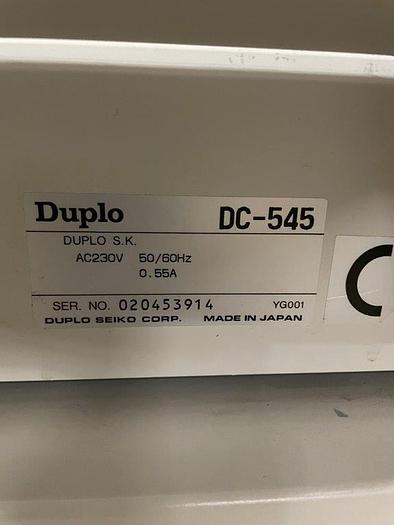 Duplo DC-545
DUPLO S.K.
AC230V 50/60Hz
0.55A
SER. NO. 020453914 YG001
DUPLO SEIKO CORP. MADE IN JAPAN
C